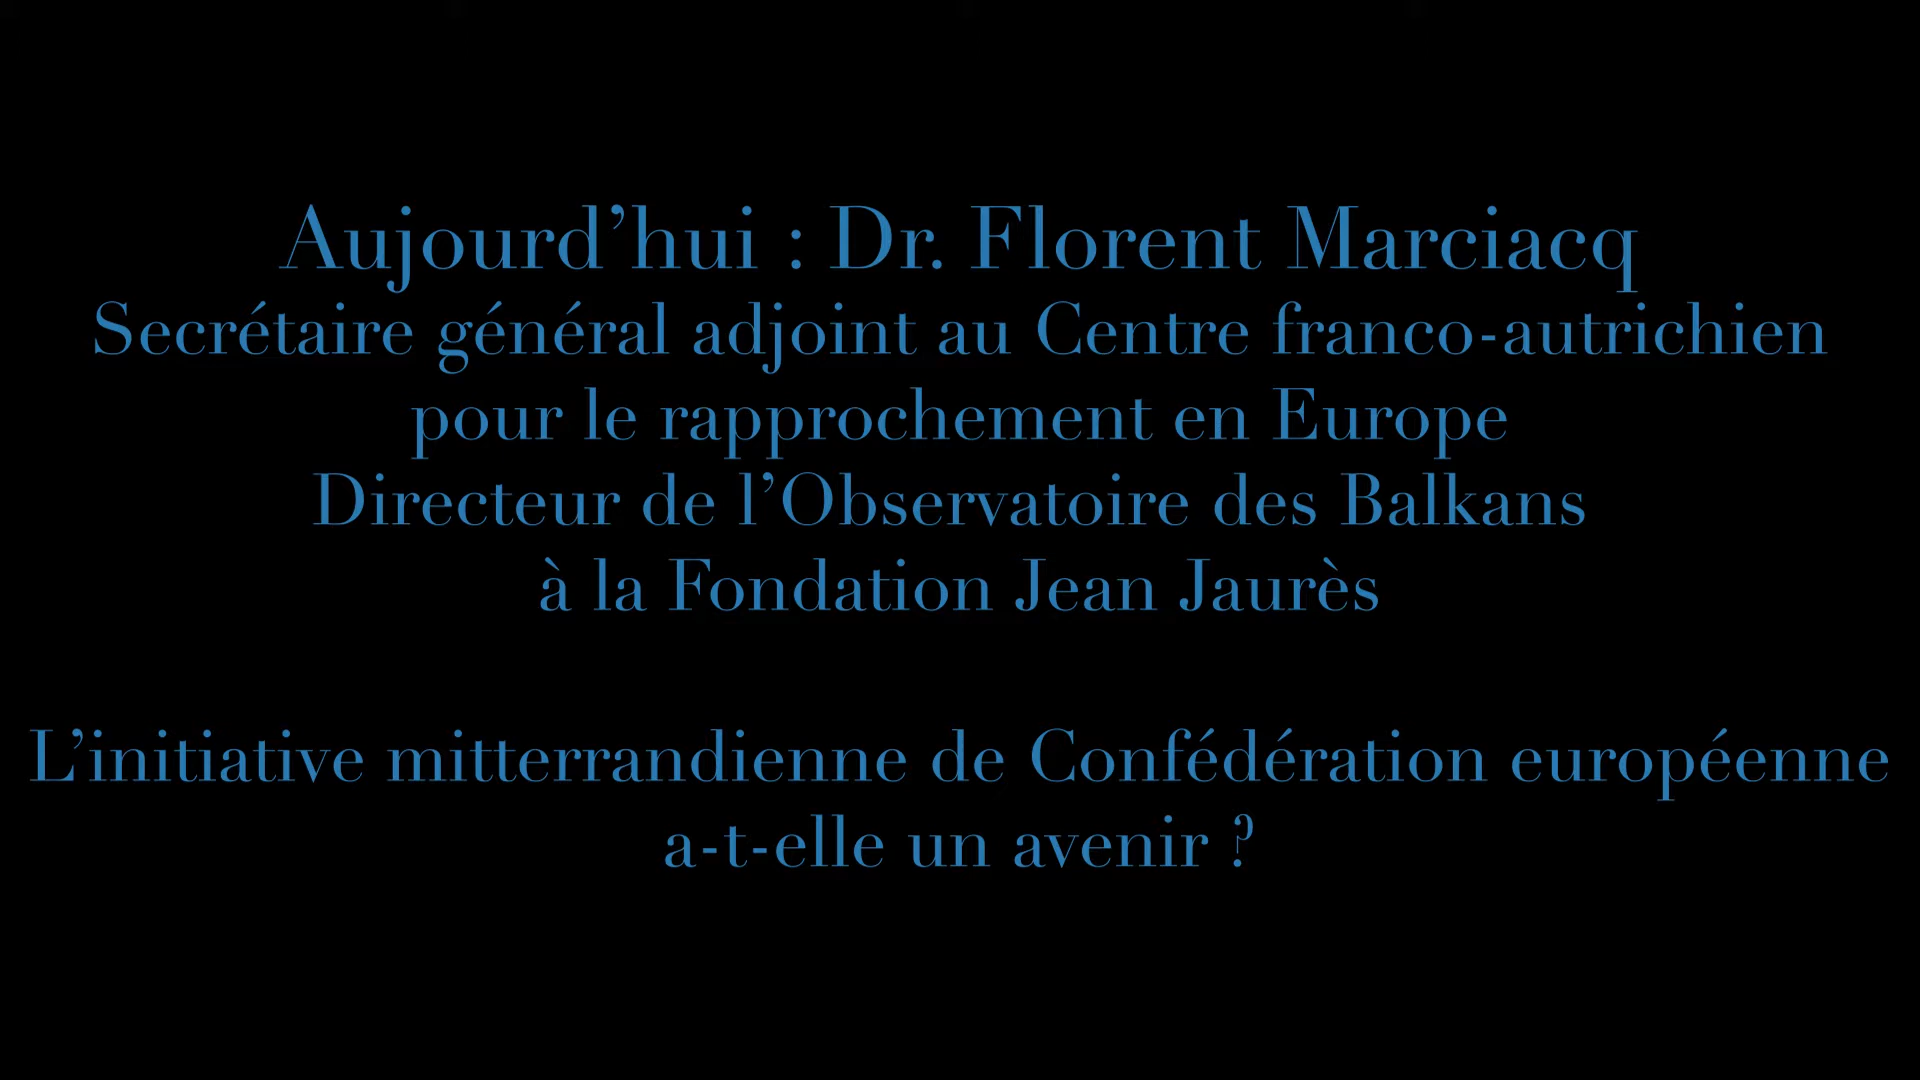 Aujourd’hui : Dr. Florent Marciacq
Secrétaire général adjoint au Centre franco-autrichien
pour le rapprochement en Europe
Directeur de l’Observatoire des Balkans
à la Fondation Jean Jaurès
L’initiative mitterrandienne de Confédération européenne
a-t-elle un avenir ?